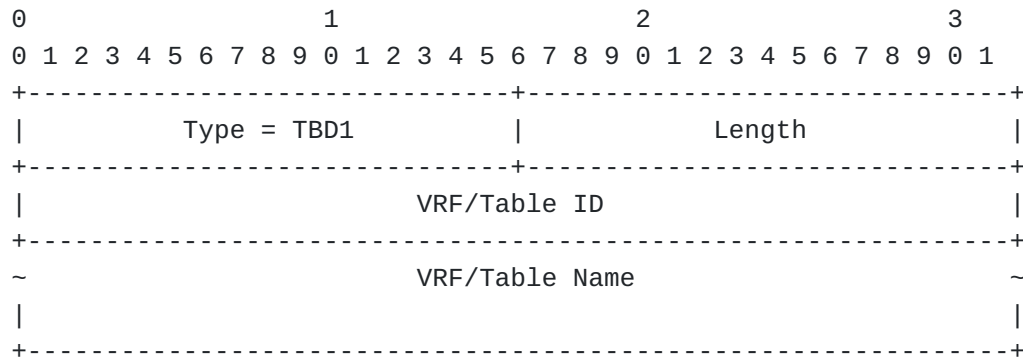 0                   1                   2                   3
0 1 2 3 4 5 6 7 8 9 0 1 2 3 4 5 6 7 8 9 0 1 2 3 4 5 6 7 8 9 0 1
+-------------------------------+-------------------------------+
|          Type = TBD1          |            Length             |
+-------------------------------+-------------------------------+
|                         VRF/Table ID                          |
+---------------------------------------------------------------+
~                         VRF/Table Name                        ~
|                                                               |
+---------------------------------------------------------------+